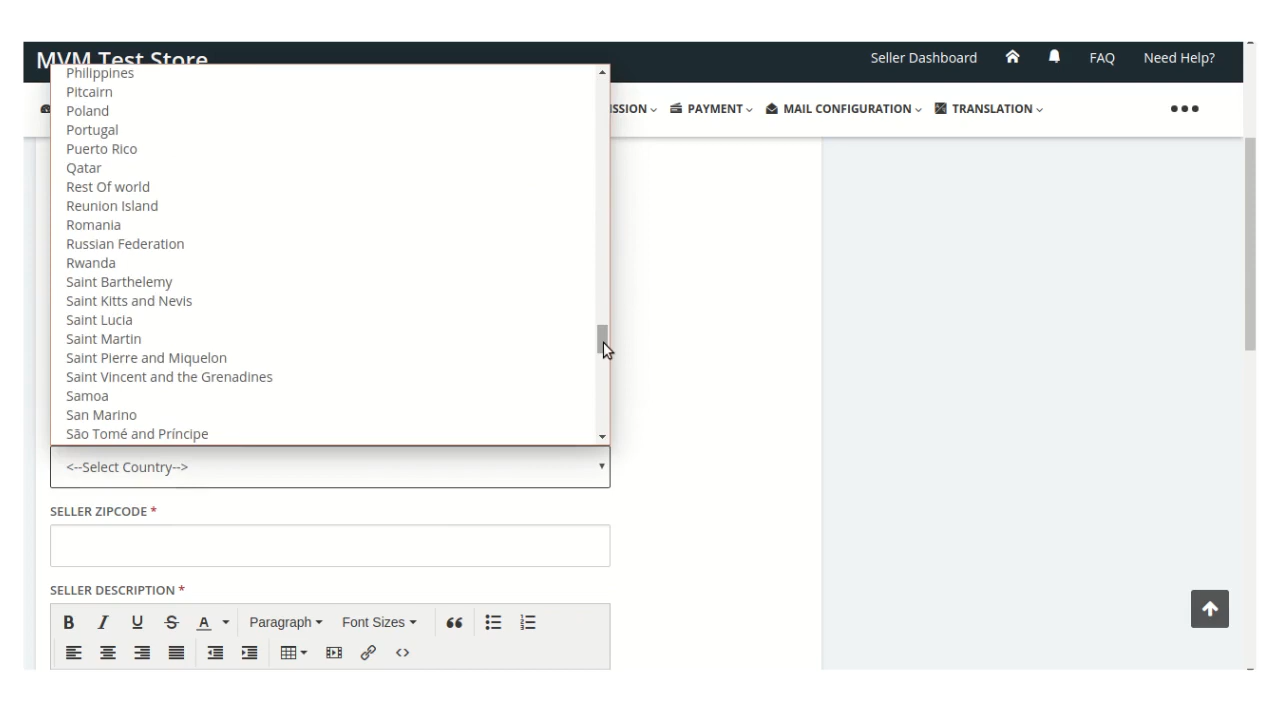 MVM Test Store
Seller Dashboard
FAQ
Need Help?
ISSION
PAYMENT
MAIL CONFIGURATION
TRANSLATION
Philippines
Pitcairn
Poland
Portugal
Puerto Rico
Qatar
Rest Of world
Reunion Island
Romania
Russian Federation
Rwanda
Saint Barthelemy
Saint Kitts and Nevis
Saint Lucia
Saint Martin
Saint Pierre and Miquelon
Saint Vincent and the Grenadines
Samoa
San Marino
São Tomé and Príncipe
<--Select Country-->
SELLER ZIPCODE *
SELLER DESCRIPTION *
B I U S A Paragraph Font Sizes